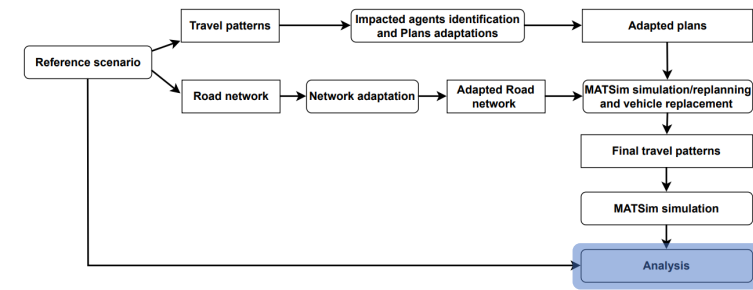 Travel patterns
Impacted agents identification
and Plans adaptations
Adapted plans
Reference scenario
Road network
Network adaptation
Adapted Road
network
MATSim simulation/replanning
and vehicle replacement
Final travel patterns
MATSim simulation
Analysis